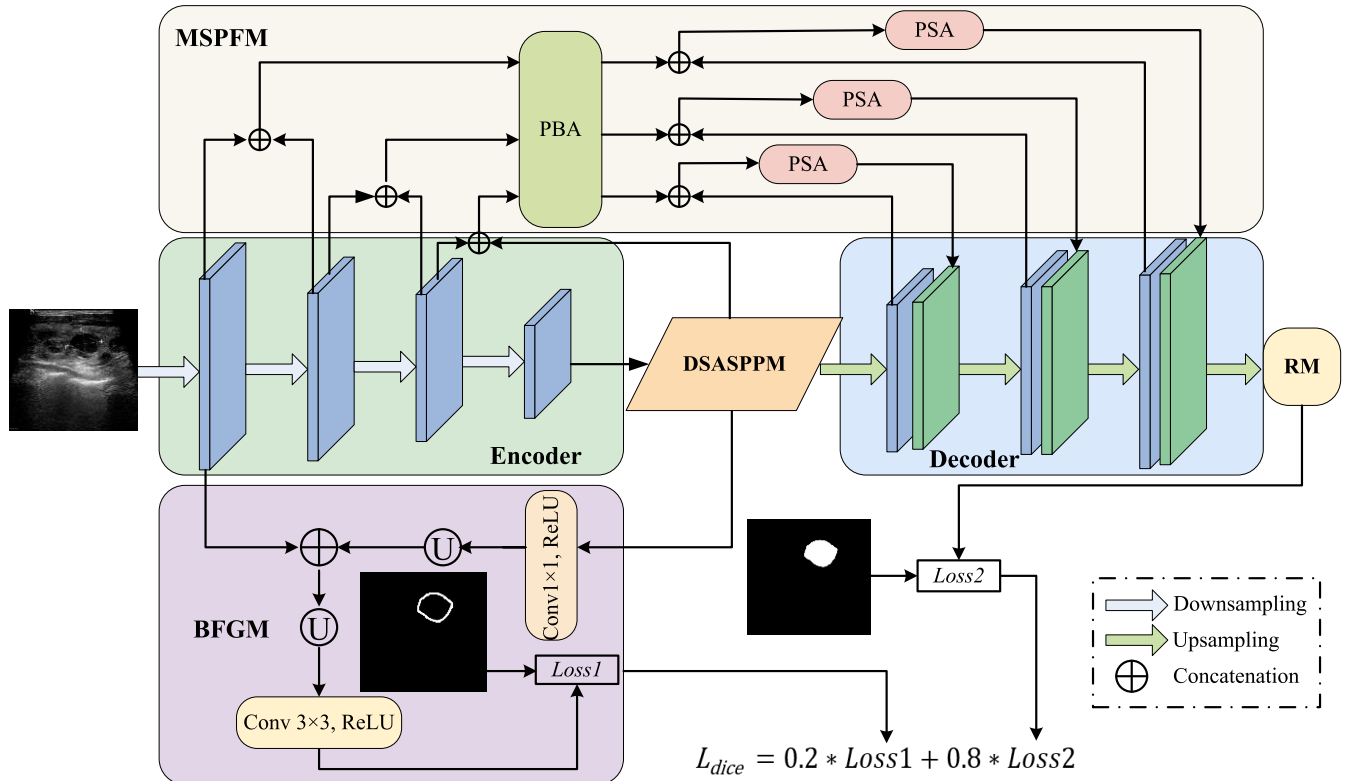 MSPFM
PSA
PSA
PBA
PSA
DSASPPM
RM
Encoder
Decoder
Conv1×1, ReLU
U
Loss2
U
BFGM
Loss1
Conv 3×3, ReLU
Downsampling
Upsampling
Concatenation
L_dice = 0.2 * Loss1 + 0.8 * Loss2